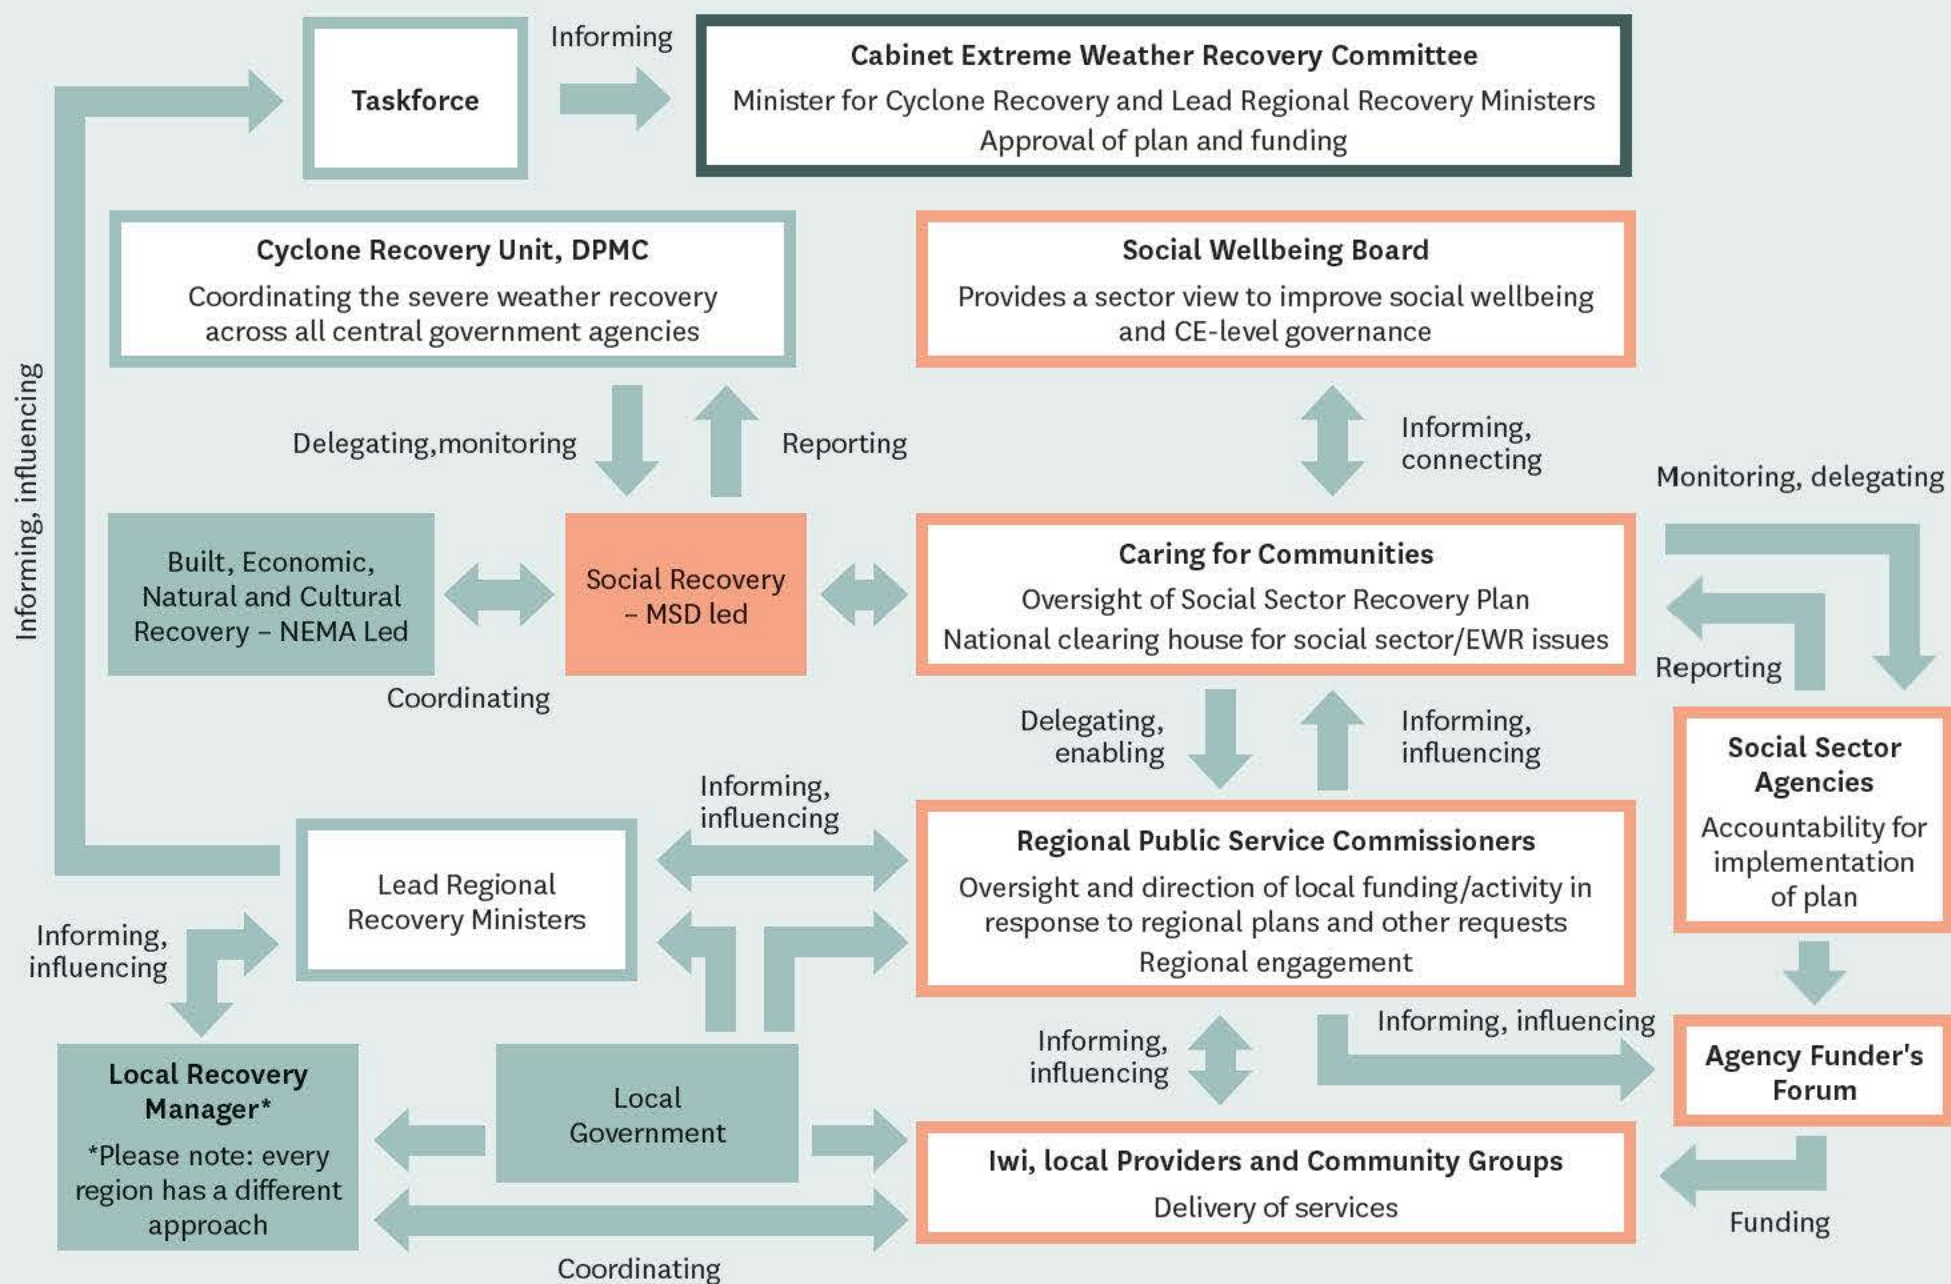 Informing
Taskforce
Cabinet Extreme Weather Recovery Committee
Minister for Cyclone Recovery and Lead Regional Recovery Ministers
Approval of plan and funding
Cyclone Recovery Unit, DPMC
Coordinating the severe weather recovery
across all central government agencies
Social Wellbeing Board
Provides a sector view to improve social wellbeing
and CE-level governance
Informing, influencing
Delegating,monitoring
Reporting
Informing,
connecting
Monitoring, delegating
Built, Economic,
Natural and Cultural
Recovery – NEMA Led
Social Recovery
– MSD led
Caring for Communities
Oversight of Social Sector Recovery Plan
National clearing house for social sector/EWR issues
Reporting
Coordinating
Delegating,
enabling
Informing,
influencing
Social Sector
Agencies
Accountability for
implementation
of plan
Informing,
influencing
Lead Regional
Recovery Ministers
Regional Public Service Commissioners
Oversight and direction of local funding/activity in
response to regional plans and other requests
Regional engagement
Informing,
influencing
Informing,
influencing
Informing, influencing
Agency Funder's
Forum
Local Recovery
Manager*
*Please note: every
region has a different
approach
Local
Government
Iwi, local Providers and Community Groups
Delivery of services
Funding
Coordinating